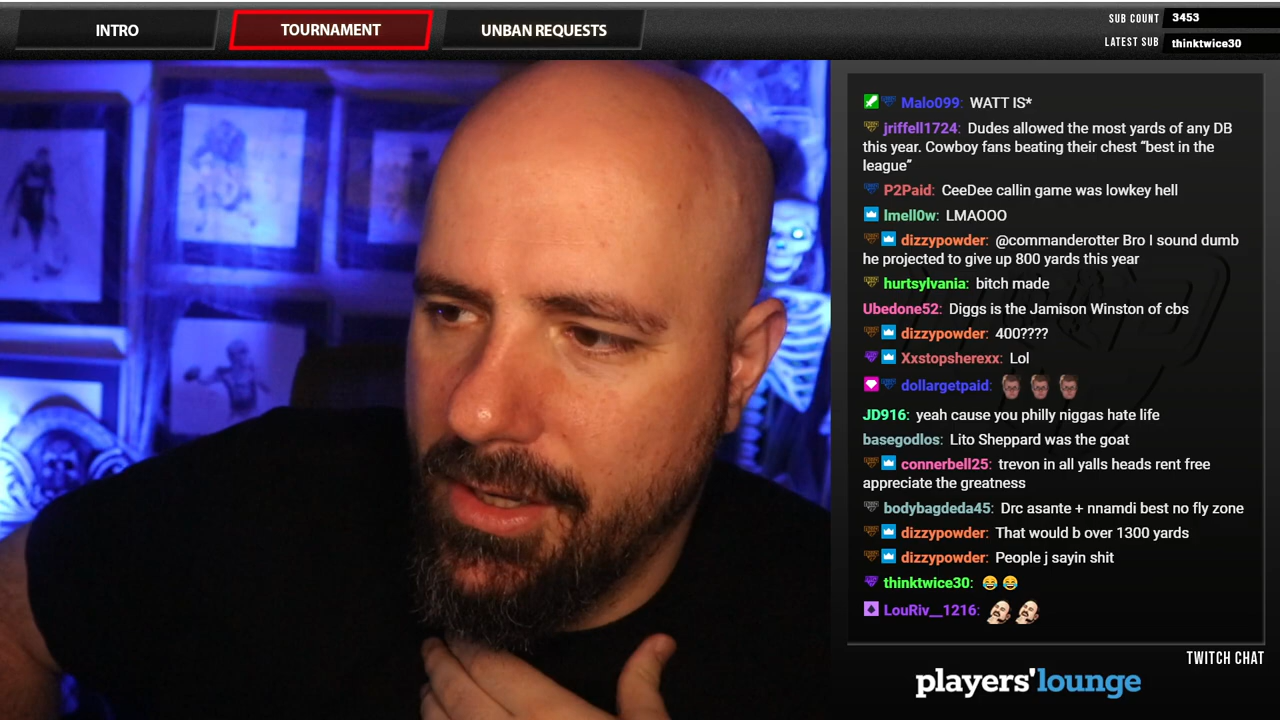 INTRO
TOURNAMENT
UNBAN REQUESTS
SUB COUNT 3453
LATEST SUB thinktwice30
Malo099: WATT IS*
jriffell1724: Dudes allowed the most yards of any DB
this year. Cowboy fans beating their chest “best in the
league”
P2Paid: CeeDee callin game was lowkey hell
lmell0w: LMAOOO
dizzypowder: @commanderotter Bro I sound dumb
he projected to give up 800 yards this year
hurtsylvania: bitch made
Ubedone52: Diggs is the Jamison Winston of cbs
dizzypowder: 400????
Xxstopsherexx: Lol
dollargetpaid:
JD916: yeah cause you philly niggas hate life
basegodlos: Lito Sheppard was the goat
connerbell25: trevon in all yalls heads rent free
appreciate the greatness
bodybagdeda45: Drc asante + nnamdi best no fly zone
dizzypowder: That would b over 1300 yards
dizzypowder: People j sayin shit
thinktwice30: 😂 😂
LouRiv__1216:
TWITCH CHAT
players'lounge